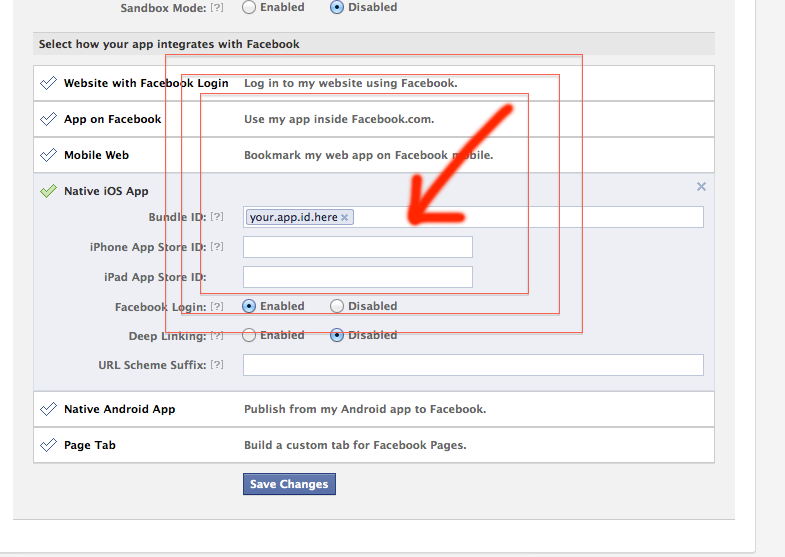 Sandbox Mode: [?] Enabled Disabled
Select how your app integrates with Facebook
Website with Facebook Login Log in to my website using Facebook.
App on Facebook Use my app inside Facebook.com.
Mobile Web Bookmark my web app on Facebook mobile.
Native iOS App
Bundle ID: [?] your.app.id.here
iPhone App Store ID: [?]
iPad App Store ID:
Facebook Login: [?] Enabled Disabled
Deep Linking: [?] Enabled Disabled
URL Scheme Suffix: [?]
Native Android App Publish from my Android app to Facebook.
Page Tab Build a custom tab for Facebook Pages.
Save Changes